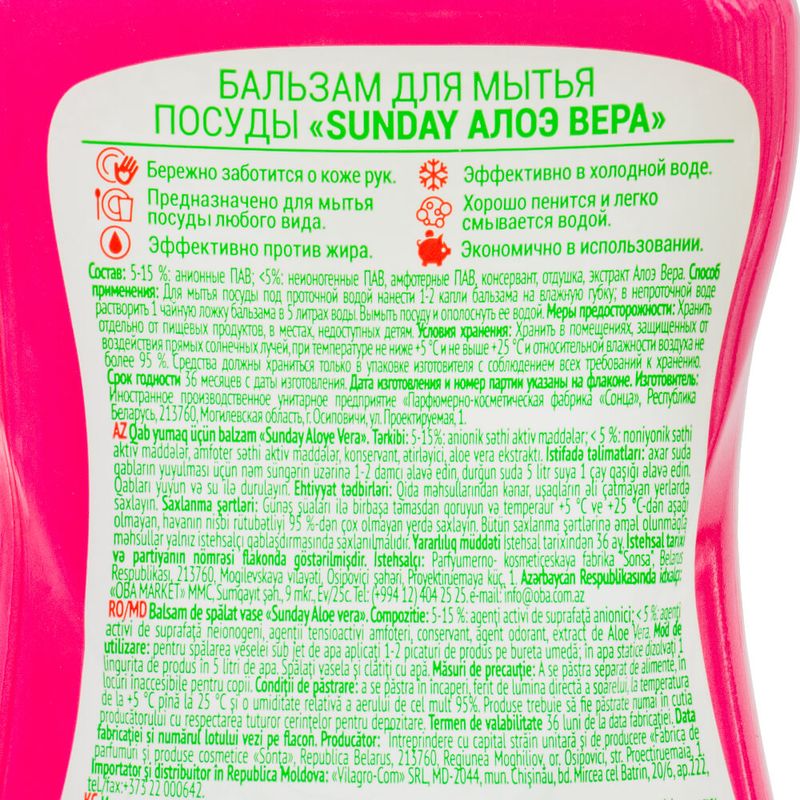 БАЛЬЗАМ ДЛЯ МЫТЬЯ
ПОСУДЫ «SUNDAY АЛОЭ ВЕРА»
Бережно заботится о коже рук.
Предназначено для мытья
посуды любого вида.
Эффективно против жира.
Эффективно в холодной воде.
Хорошо пенится и легко
смывается водой.
Экономично в использовании.
Состав: 5-15 %: анионные ПАВ; <5%: неионогенные ПАВ, амфотерные ПАВ, консервант, отдушка, экстракт Алоэ Вера. Способ
применения: Для мытья посуды под проточной водой нанести 1-2 капли бальзама на влажную губку; в непроточной воде
растворить 1 чайную ложку бальзама в 5 литрах воды. Вымыть посуду и ополоснуть ее водой. Меры предосторожности: Хранить
отдельно от пищевых продуктов, в местах, недоступных детям. Условия хранения: Хранить в помещениях, защищенных от
воздействия прямых солнечных лучей, при температуре не ниже +5 °С и не выше +25 °С и относительной влажности воздуха не
более 95 %. Средства должны храниться только в упаковке изготовителя с соблюдением всех требований к хранению.
Срок годности 36 месяцев с даты изготовления. Дата изготовления и номер партии указаны на флаконе. Изготовитель:
Иностранное производственное унитарное предприятие «Парфюмерно-косметическая фабрика «Сонца», Республика
Беларусь, 213760, Могилевская область, г. Осиповичи, ул. Проектируемая, 1.
AZ Qab yumaq üçün balzam «Sunday Aloye Vera». Tərkibi: 5-15%: anionik səthi aktiv maddələr; < 5 %: noniyonik səthi
aktiv maddələr, amfoter səthi aktiv maddələr, konservant, ətirləyici, aloe vera ekstraktı. İstifadə təlimatları: axar suda
qabların yuyulması üçün nəm süngərin üzərinə 1-2 damcı əlavə edin, durğun suda 5 litr suya 1 çay qaşığı əlavə edin.
Qabları yuyun və su ilə durulayın. Ehtiyyat tədbirləri: Qida məhsullarından kənar, uşaqların əli çatmayan yerlərdə
saxlayın. Saxlanma şərtləri: Günəş şuaları ilə birbaşa təmasdan qoruyun və temperaur +5 °C ve +25 °C-dən aşağı
olmayan, havanın nisbi rütubətliyi 95 %-dən çox olmayan yerdə saxlayın. Bütün saxlanma şərtlərinə əməl olunmaqla
məhsullar yalnız istehsalçı qablaşdırmasında saxlanılmalıdır. Yararlılıq müddəti İstehsal tarixindən 36 ay. İstehsal tarixi
və partiyanın nömrəsi flakonda göstərilmişdir. İstehsalçı: Parfumerno- kosmeticeskaya fabrika "Sonsa", Belarus
Respublikası, 213760, Mogilevskaya vilayəti, Osipoviçi şəhəri, Proyektiruemaya küç, 1. Azərbaycan Respublikasında idxalçı:
«OBA MARKET» MMC, Sumqayıt şəh., 9 mkr., Ev/25c. Tel: (+994 12) 404 25 25. e-mail: info@oba.com.az
RO/MD Balsam de spălat vase «Sunday Aloe vera». Compozitie: 5-15 %: agenți activi de suprafață anionici; < 5 %: agenți
activi de suprafață neionogeni, agenții tensioactivi amfoteri, conservant, agent odorant, extract de Aloe Vera. Mod de
utilizare: pentru spălarea veselei sub jet de apa aplicați 1-2 picaturi de produs pe bureta umedă; in apa statice dizolvați 1
lingurita de produs în 5 litri de apa. Spălați vasela și clătiți cu apă. Măsuri de precauție: A se păstra separat de alimente, în
locuri inaccesibile pentru copii. Condiții de păstrare: a se păstra în încaperi, ferit de lumina directă a soarelui, la temperatura
de la +5 °C pînă la 25 °C și o umiditate relativă a aerului de cel mult 95%. Produse trebuie să fie păstrate numai în cutia
producătorului cu respectarea tuturor cerințelor pentru depozitare. Termen de valabilitate 36 luni de la data fabricației. Data
fabricației si numărul lotului vezi pe flacon. Producător: Întreprindere cu capital străin unitară și de producere «Fabrica de
parfumuri și produse cosmetice «Sonța», Republica Belarus, 213760, Regiunea Moghiliov, or. Osipovici, str. Proectiruemaia, 1.
Importator și distribuitor în Republica Moldova: «Vilagro-Com» SRL, MD-2044, mun. Chișinău, bd. Mircea cel Batrin, 20/6, ap.222,
tel/fax:+373 22 000642.